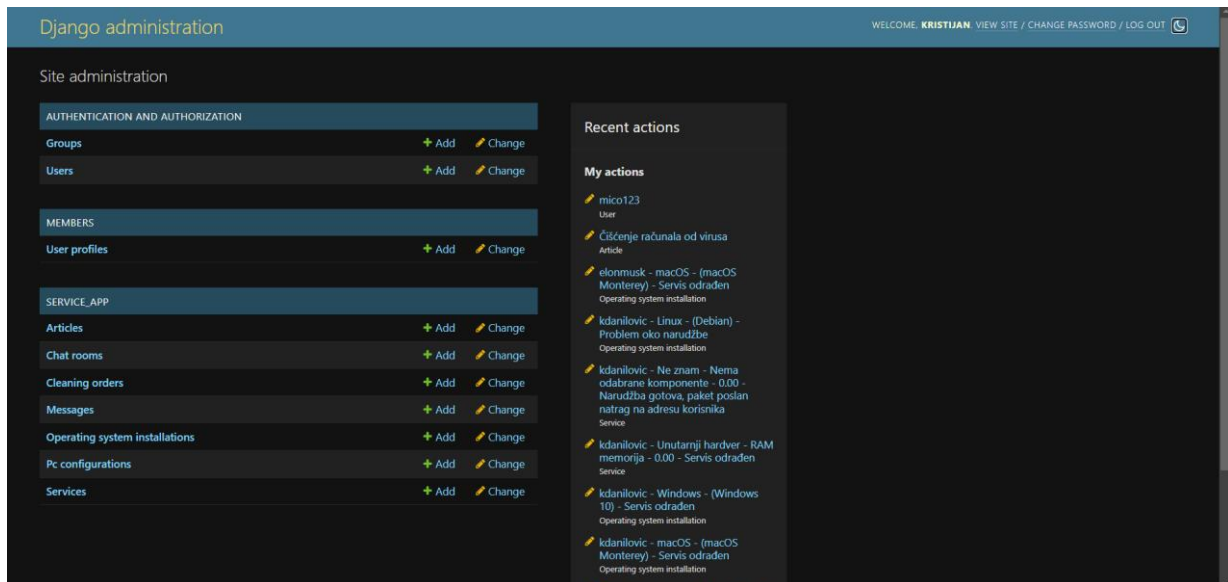 Django administration
WELCOME, KRISTIJAN. VIEW SITE / CHANGE PASSWORD / LOG OUT
Site administration
AUTHENTICATION AND AUTHORIZATION
Groups + Add Change
Users + Add Change
MEMBERS
User profiles + Add Change
SERVICE_APP
Articles + Add Change
Chat rooms + Add Change
Cleaning orders + Add Change
Messages + Add Change
Operating system installations + Add Change
Pc configurations + Add Change
Services + Add Change
Recent actions
My actions
mico123
User
Čišćenje računala od virusa
Article
elonmusk - macOS - (macOS
Monterey) - Servis odrađen
Operating system installation
kdanilovic - Linux - (Debian) -
Problem oko narudžbe
Operating system installation
kdanilovic - Ne znam - Nema
odabrane komponente - 0.00 -
Narudžba gotova, paket poslan
natrag na adresu korisnika
Service
kdanilovic - Unutarnji hardver - RAM
memorija - 0.00 - Servis odrađen
Service
kdanilovic - Windows - (Windows
10) - Servis odrađen
Operating system installation
kdanilovic - macOS - (macOS
Monterey) - Servis odrađen
Operating system installation